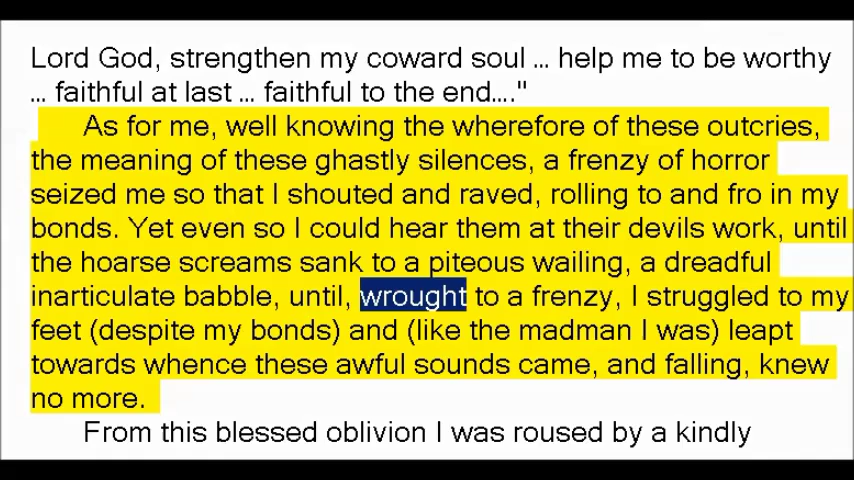 Lord God, strengthen my coward soul ... help me to be worthy
... faithful at last ... faithful to the end...."
As for me, well knowing the wherefore of these outcries,
the meaning of these ghastly silences, a frenzy of horror
seized me so that I shouted and raved, rolling to and fro in my
bonds. Yet even so I could hear them at their devils work, until
the hoarse screams sank to a piteous wailing, a dreadful
inarticulate babble, until, wrought to a frenzy, I struggled to my
feet (despite my bonds) and (like the madman I was) leapt
towards whence these awful sounds came, and falling, knew
no more.
From this blessed oblivion I was roused by a kindly